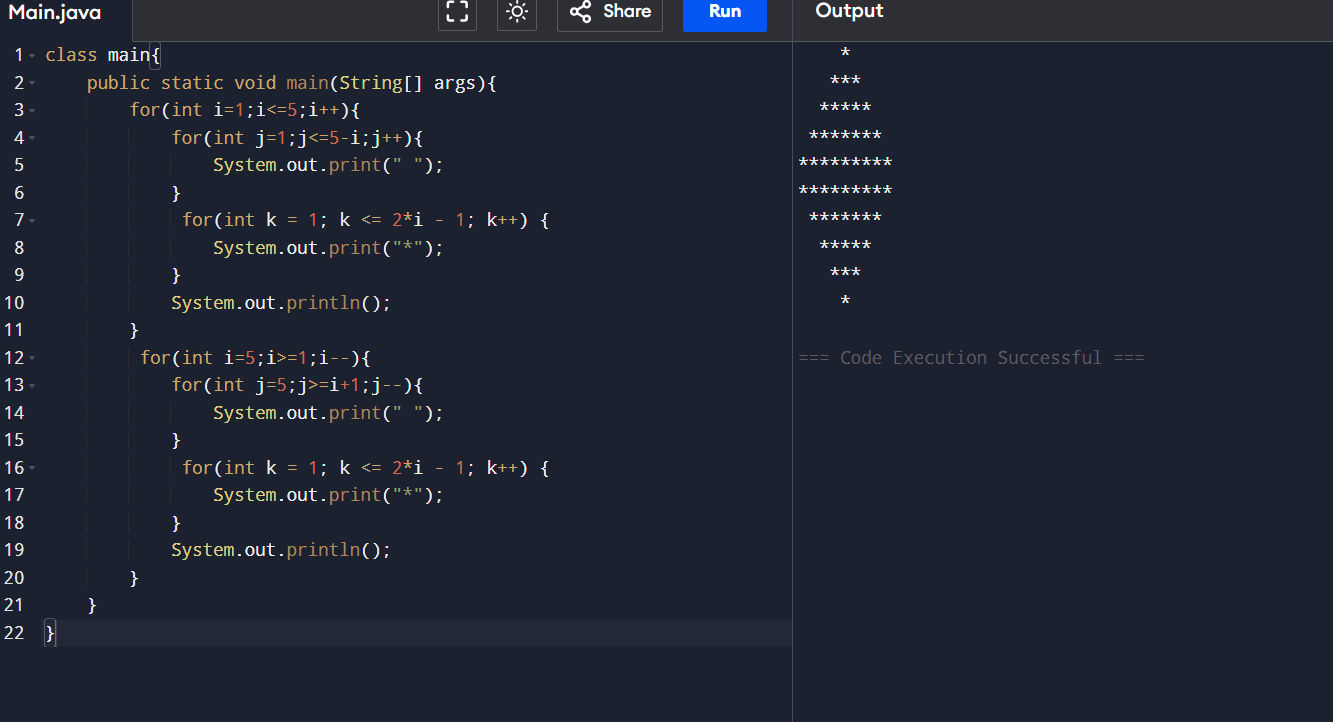 Main.java
Share
Run
Output
1 class main{
2     public static void main(String[] args){
3         for(int i=1;i<=5;i++){
4             for(int j=1;j<=5-i;j++){
5                 System.out.print(" ");
6             }
7              for(int k = 1; k <= 2*i - 1; k++) {
8                 System.out.print("*");
9             }
10             System.out.println();
11         }
12          for(int i=5;i>=1;i--){
13             for(int j=5;j>=i+1;j--){
14                 System.out.print(" ");
15             }
16              for(int k = 1; k <= 2*i - 1; k++) {
17                 System.out.print("*");
18             }
19             System.out.println();
20         }
21     }
22 }
    *
   ***
  *****
 *******
*********
*********
 *******
  *****
   ***
    *
=== Code Execution Successful ===